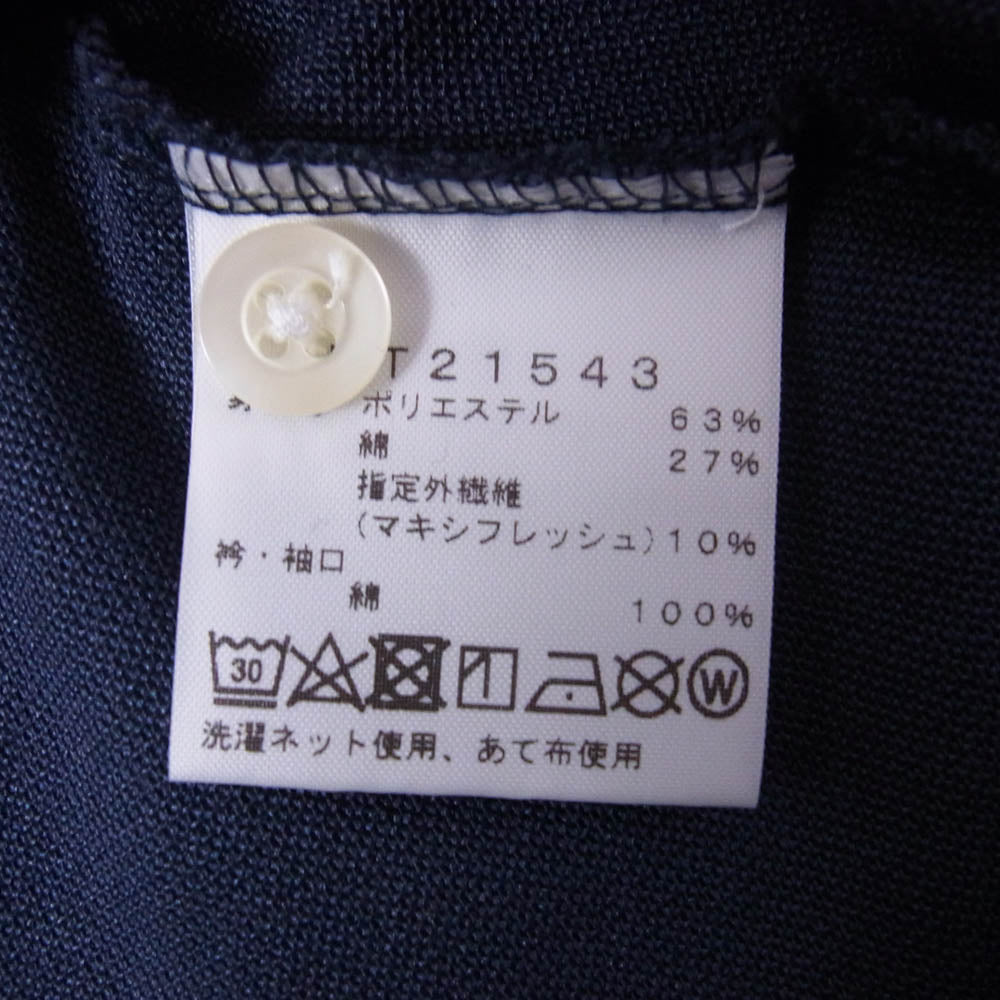 T21543
ポリエステル 63%
綿 27%
指定外繊維
(マキシフレッシュ)10%
衿・袖口
綿 100%
30 W
洗濯ネット使用、あて布使用